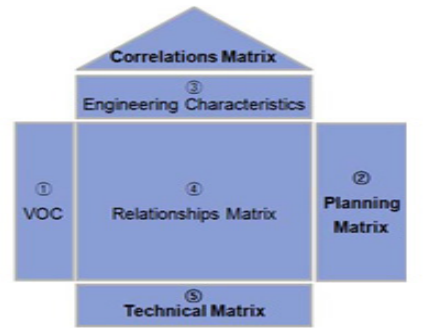 Correlations Matrix
③
Engineering Characteristics
①
VOC
④
Relationships Matrix
②
Planning
Matrix
⑤
Technical Matrix